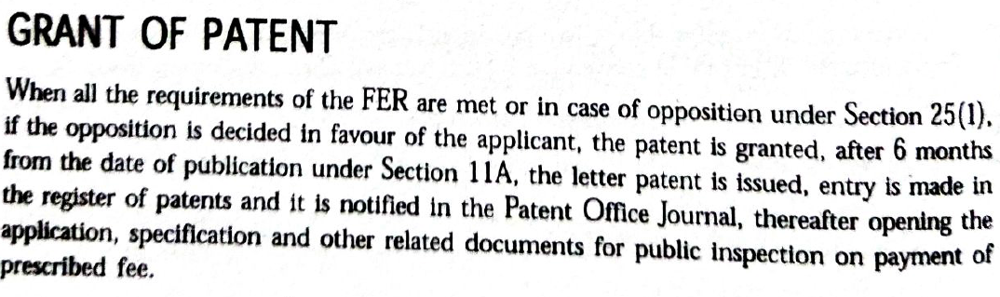 GRANT OF PATENT
When all the requirements of the FER are met or in case of opposition under Section 25(1),
if the opposition is decided in favour of the applicant, the patent is granted, after 6 months
from the date of publication under Section 11A, the letter patent is issued, entry is made in
the register of patents and it is notified in the Patent Office Journal, thereafter opening the
application, specification and other related documents for public inspection on payment of
prescribed fee.